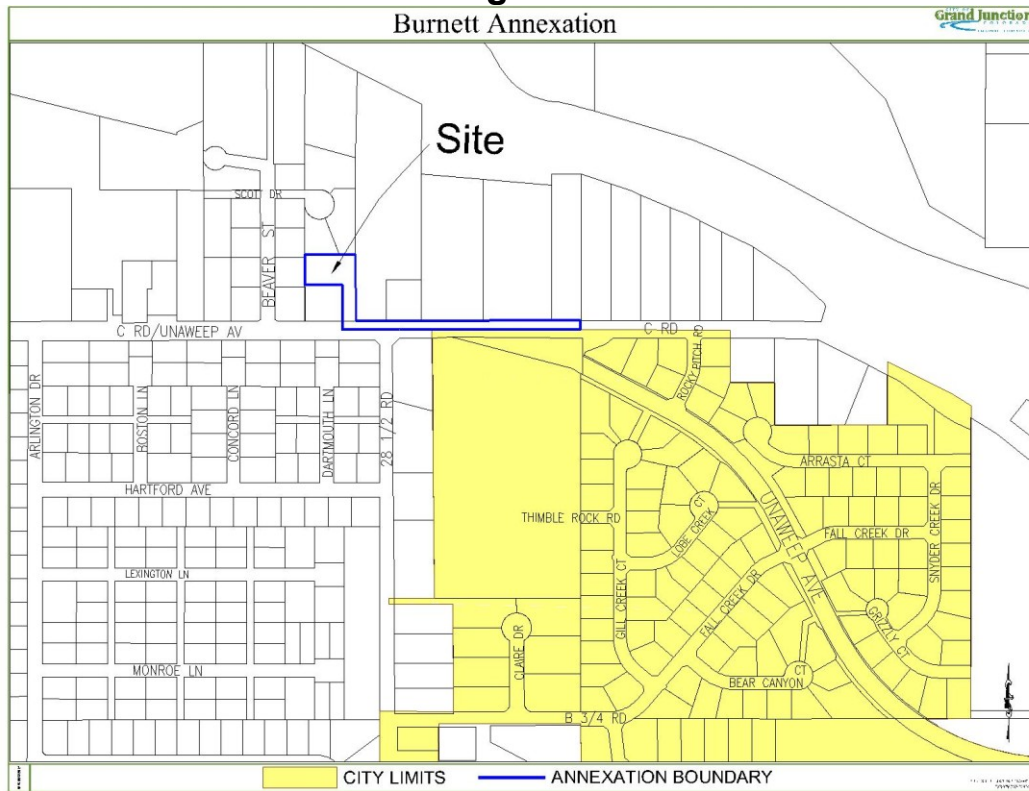 Burnett Annexation
Grand Junction
Site
SCOTT DR
BEAVER ST
C RD/UNAWEEP AV
C RD
ROCKY PITCH RD
ARLINGTON DR
BOSTON LN
CONCORD LN
DARTMOUTH LN
28 1/2 RD
HARTFORD AVE
ARRASTA CT
THIMBLE ROCK RD
LOBE CREEK CT
UNAWEEP AVE
FALL CREEK DR
SNYDER CREEK DR
LEXINGTON LN
GILL CREEK CT
FALL CREEK DR
GRIZZLY CT
CLAIRE DR
MONROE LN
BEAR CANYON CT
B 3/4 RD
CITY LIMITS
ANNEXATION BOUNDARY